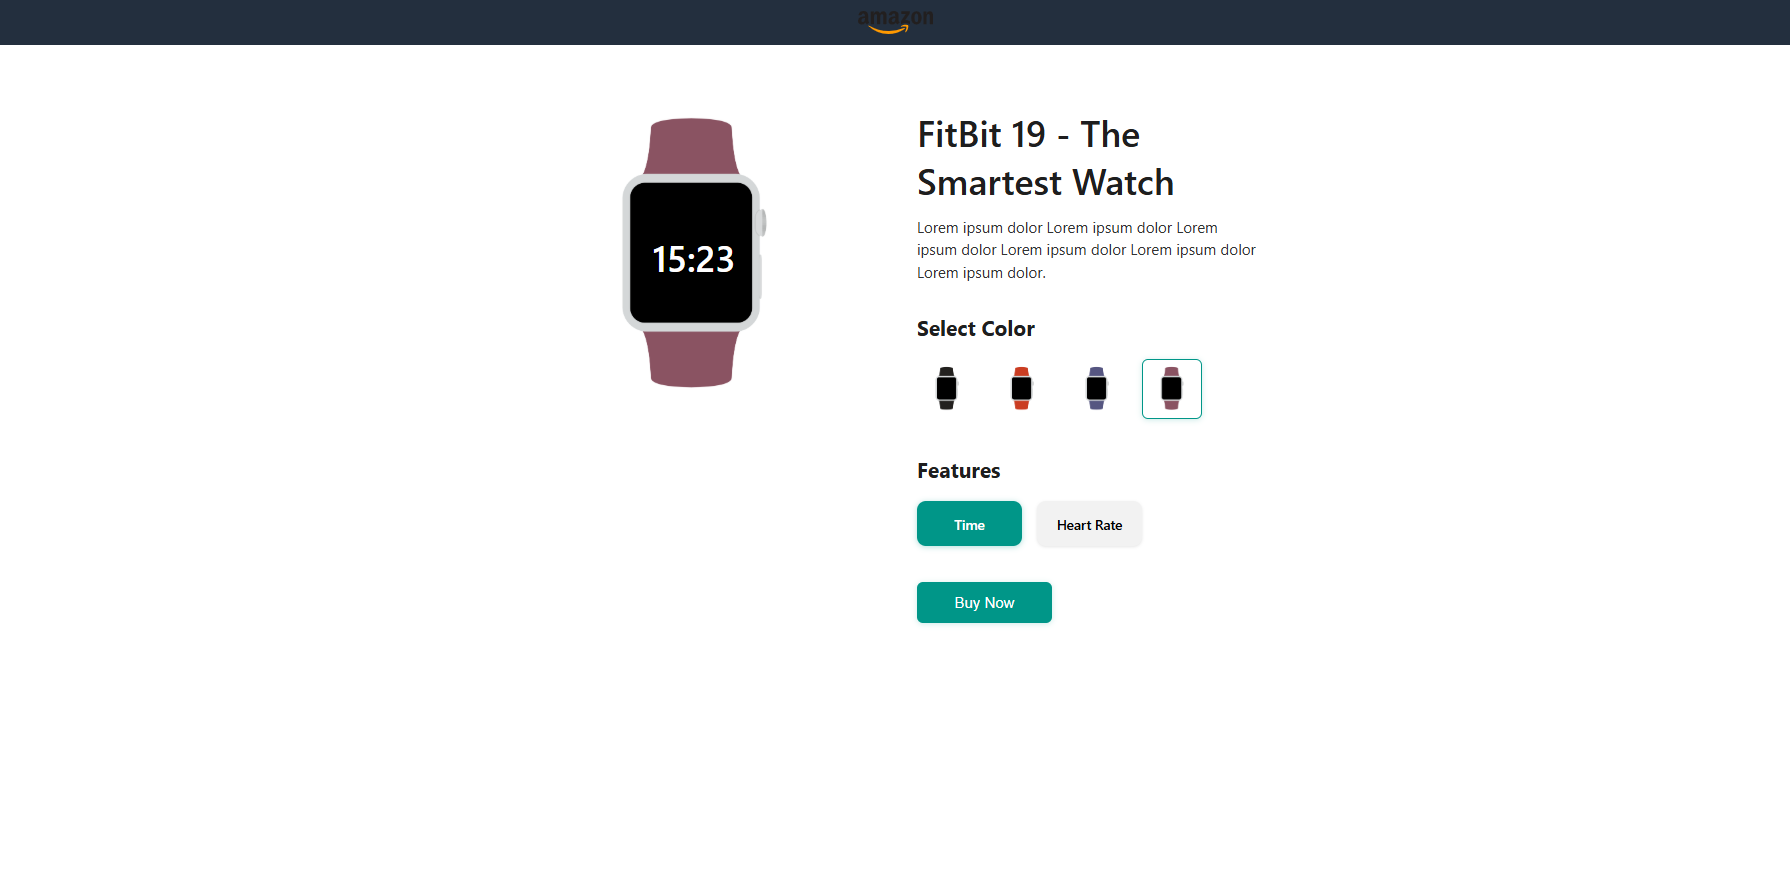 amazon
15:23
FitBit 19 - The
Smartest Watch
Lorem ipsum dolor Lorem ipsum dolor Lorem
ipsum dolor Lorem ipsum dolor Lorem ipsum dolor
Lorem ipsum dolor.
Select Color
Features
Time
Heart Rate
Buy Now